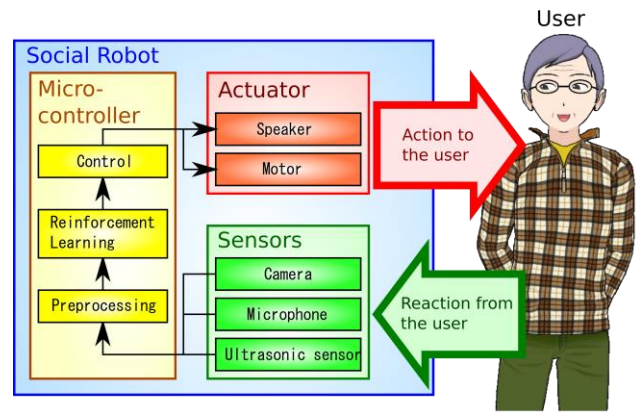 User
Social Robot
Micro-
controller
Control
Reinforcement
Learning
Preprocessing
Actuator
Speaker
Motor
Action to
the user
Sensors
Camera
Microphone
Ultrasonic sensor
Reaction from
the user